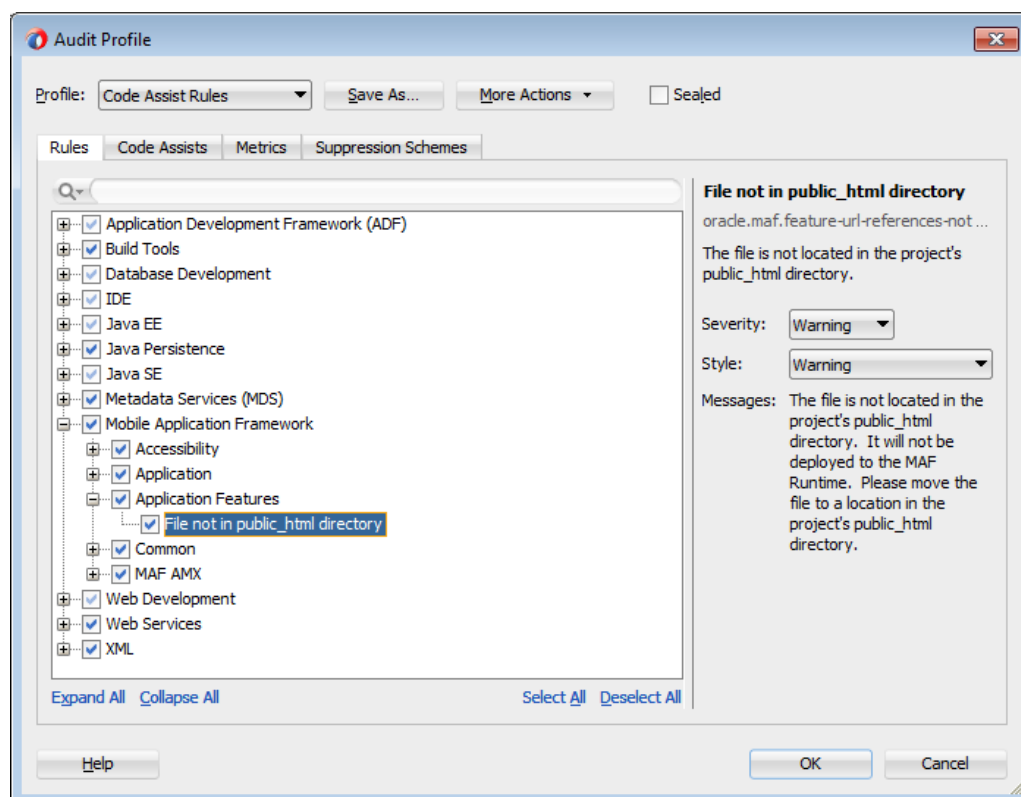 Audit Profile
Profile: Code Assist Rules Save As... More Actions Sealed
Rules Code Assists Metrics Suppression Schemes
Application Development Framework (ADF)
Build Tools
Database Development
IDE
Java EE
Java Persistence
Java SE
Metadata Services (MDS)
Mobile Application Framework
Accessibility
Application
Application Features
File not in public_html directory
Common
MAF AMX
Web Development
Web Services
XML
Expand All Collapse All Select All Deselect All
File not in public_html directory
oracle.maf.feature-url-references-not ...
The file is not located in the project's
public_html directory.
Severity: Warning
Style: Warning
Messages: The file is not located in the
project's public_html
directory. It will not be
deployed to the MAF
Runtime. Please move the
file to a location in the
project's public_html
directory.
Help OK Cancel